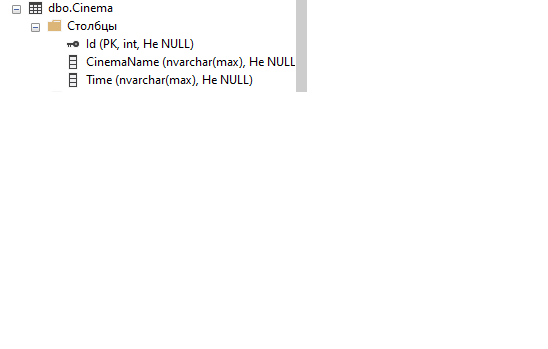 dbo.Cinema
Столбцы
Id (PK, int, Не NULL)
CinemaName (nvarchar(max), Не NULL
Time (nvarchar(max), Не NULL)